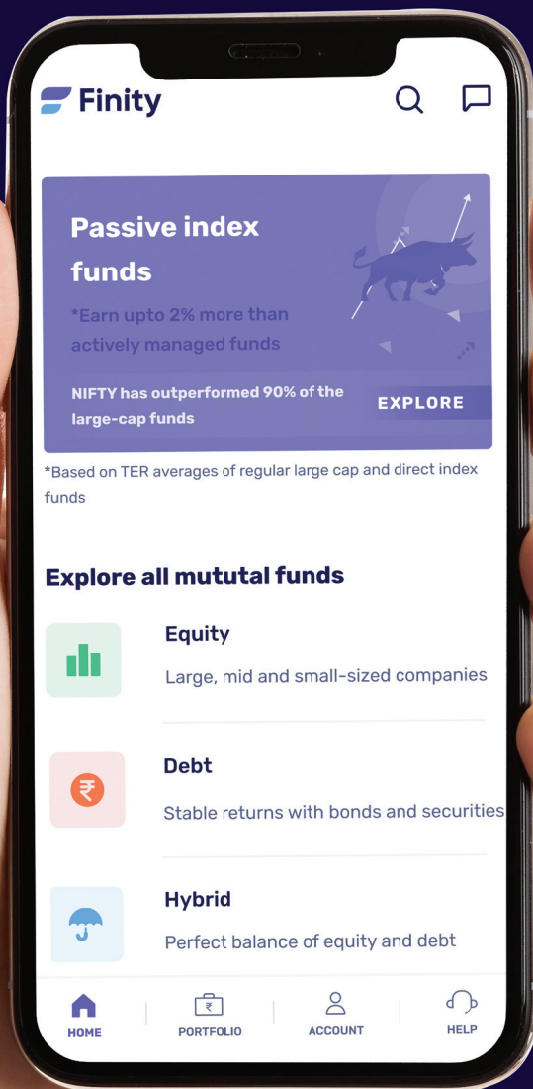 Finity
Passive index
funds
*Earn upto 2% more than
actively managed funds
NIFTY has outperformed 90% of the
large-cap funds
EXPLORE
*Based on TER averages of regular large cap and direct index
funds
Explore all mututal funds
Equity
Large, mid and small-sized companies
₹
Debt
Stable returns with bonds and securities
Hybrid
Perfect balance of equity and debt
₹
HOME
PORTFOLIO
ACCOUNT
HELP